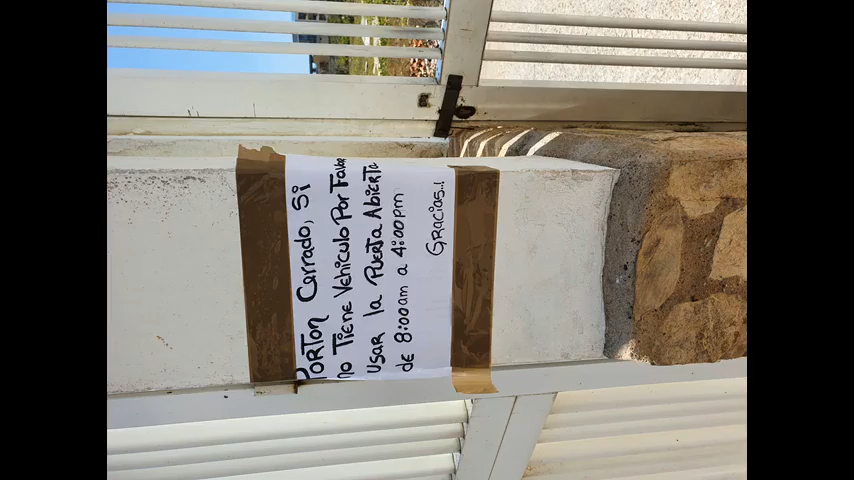 PORTON Cerrado, Si
no Tiene Vehiculo Por Favor
usar la Puerta Abierta
de 8:00am a 4:00pm
Gracias..!